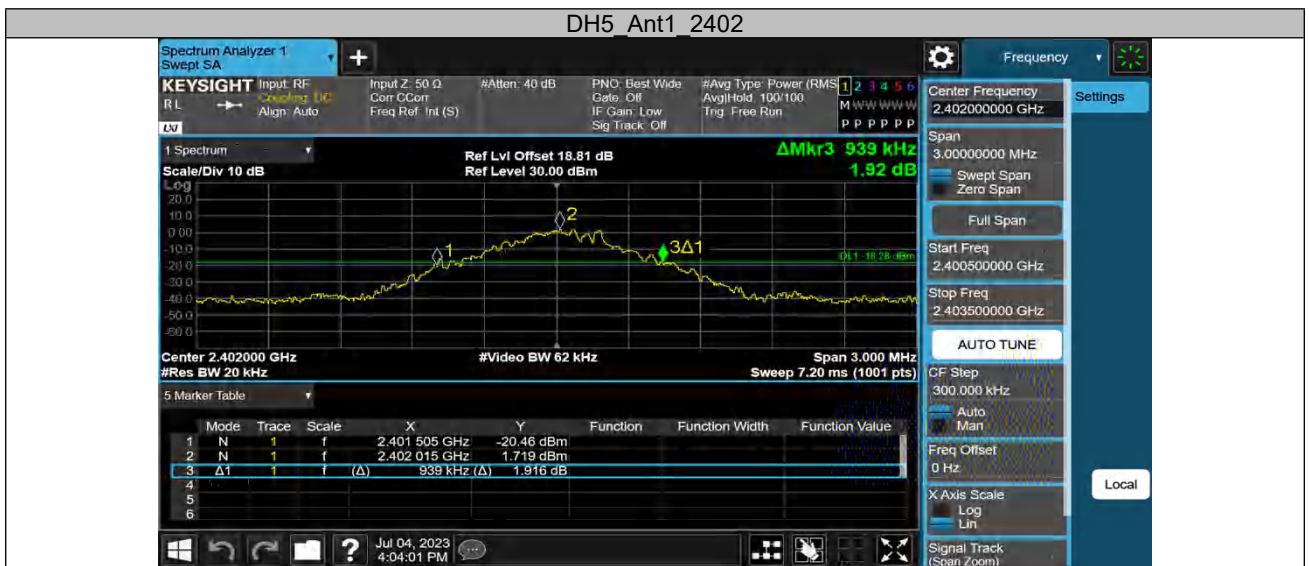 DH5_Ant1_2402
Spectrum Analyzer 1
Swept SA
+
Frequency
KEYSIGHT
RL
LXI
Input: RF
Coupling: DC
Align: Auto
Input Z: 50 Ω
Corr CCorr
Freq Ref: Int (S)
#Atten: 40 dB
PNO: Best Wide
Gate: Off
IF Gain: Low
Sig Track: Off
#Avg Type: Power (RMS
Avg|Hold: 100/100
Trig: Free Run
1 2 3 4 5 6
M W W W W W
P P P P P P
1 Spectrum
Scale/Div 10 dB
Ref Lvl Offset 18.81 dB
Ref Level 30.00 dBm
ΔMkr3 939 kHz
1.92 dB
Log
20.0
10.0
0.00
-10.0
-20.0
-30.0
-40.0
-50.0
-60.0
1
2
3Δ1
DL1 -18.28 dBm
Center 2.402000 GHz
#Res BW 20 kHz
#Video BW 62 kHz
Span 3.000 MHz
Sweep 7.20 ms (1001 pts)
5 Marker Table
Mode Trace Scale X Y Function Function Width Function Value
1 N 1 f 2.401 505 GHz -20.46 dBm
2 N 1 f 2.402 015 GHz 1.719 dBm
3 Δ1 1 f (Δ) 939 kHz (Δ) 1.916 dB
4
5
6
?
Jul 04, 2023
4:04:01 PM
Center Frequency
2.402000000 GHz
Span
3.00000000 MHz
Swept Span
Zero Span
Full Span
Start Freq
2.400500000 GHz
Stop Freq
2.403500000 GHz
AUTO TUNE
CF Step
300.000 kHz
Auto
Man
Freq Offset
0 Hz
X Axis Scale
Log
Lin
Signal Track
(Span Zoom)
Settings
Local